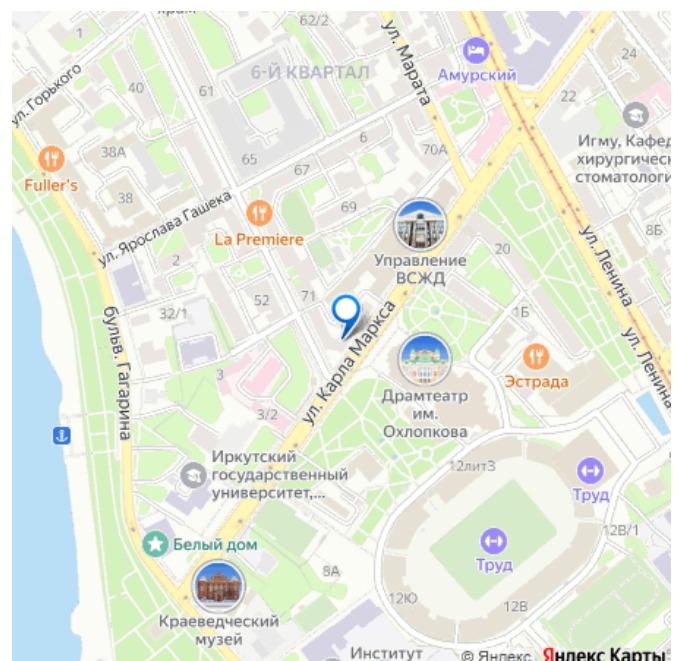 храм
62/2
1
ул. Марата
24
6-Й КВАРТАЛ
Амурский
ул. Горького
40
61
22
6
Игму, Кафед
хирургическ
стоматологи
38А
65
70А
67
Fuller's
38
69
8Б
La Premiere
ул. Ярослава Гашека
2
Управление
ВСЖД
20
ул. Ленина
52
71
32/1
1Б
бульв. Гагарина
ул. Карла Маркса
ул. Ленина
3
Эстрада
Драмтеатр
им.
Охлопкова
3/2
Иркутский
государственный
университет,...
12литЗ
Труд
12В/1
Белый дом
Труд
8А
12Ю
12В
Краеведческий
музей
Институт
© Яндекс Яндекс Карты